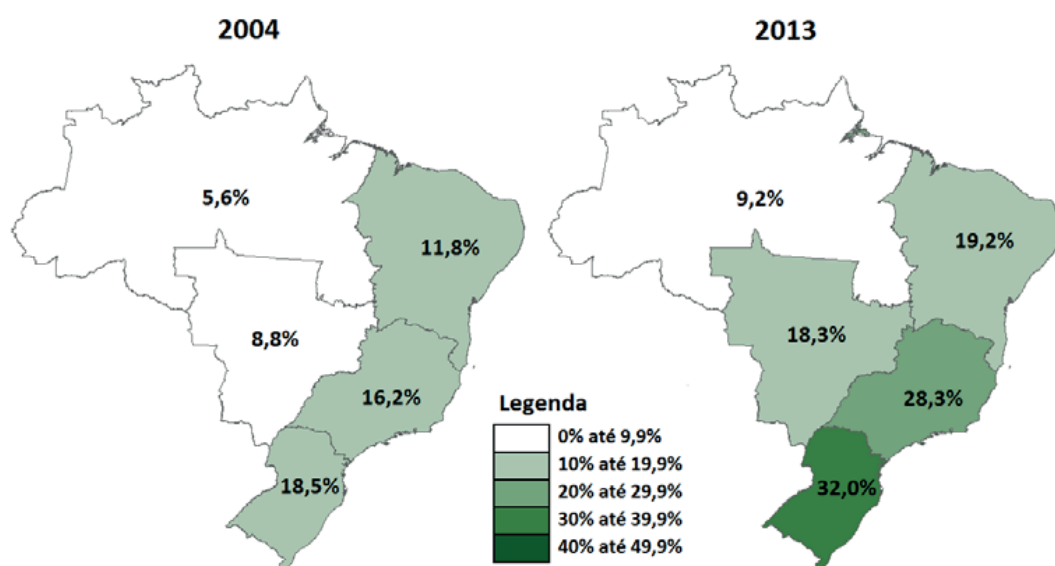 2004
2013
5,6%
11,8%
8,8%
16,2%
18,5%
9,2%
19,2%
18,3%
28,3%
32,0%
Legenda
0% até 9,9%
10% até 19,9%
20% até 29,9%
30% até 39,9%
40% até 49,9%